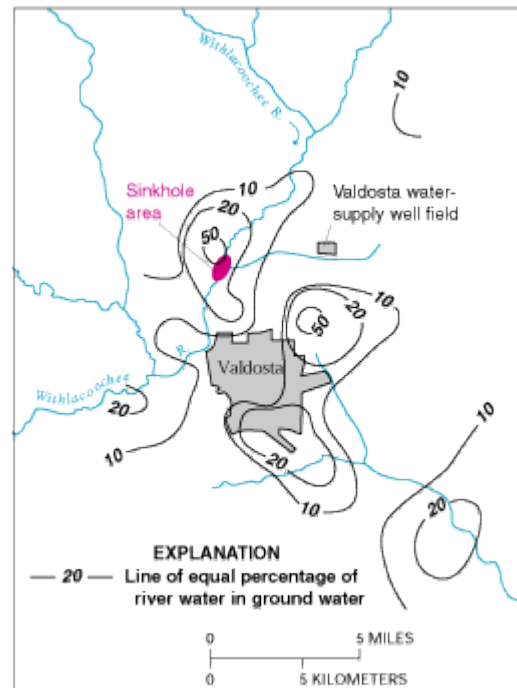 Withlacoochee R.
10
Sinkhole
area
10
20
50
Valdosta water-
supply well field
10
20
50
Valdosta
Withlacoochee R.
20
10
20
10
10
20
EXPLANATION
— 20 — Line of equal percentage of
river water in ground water
0 5 MILES
0 5 KILOMETERS